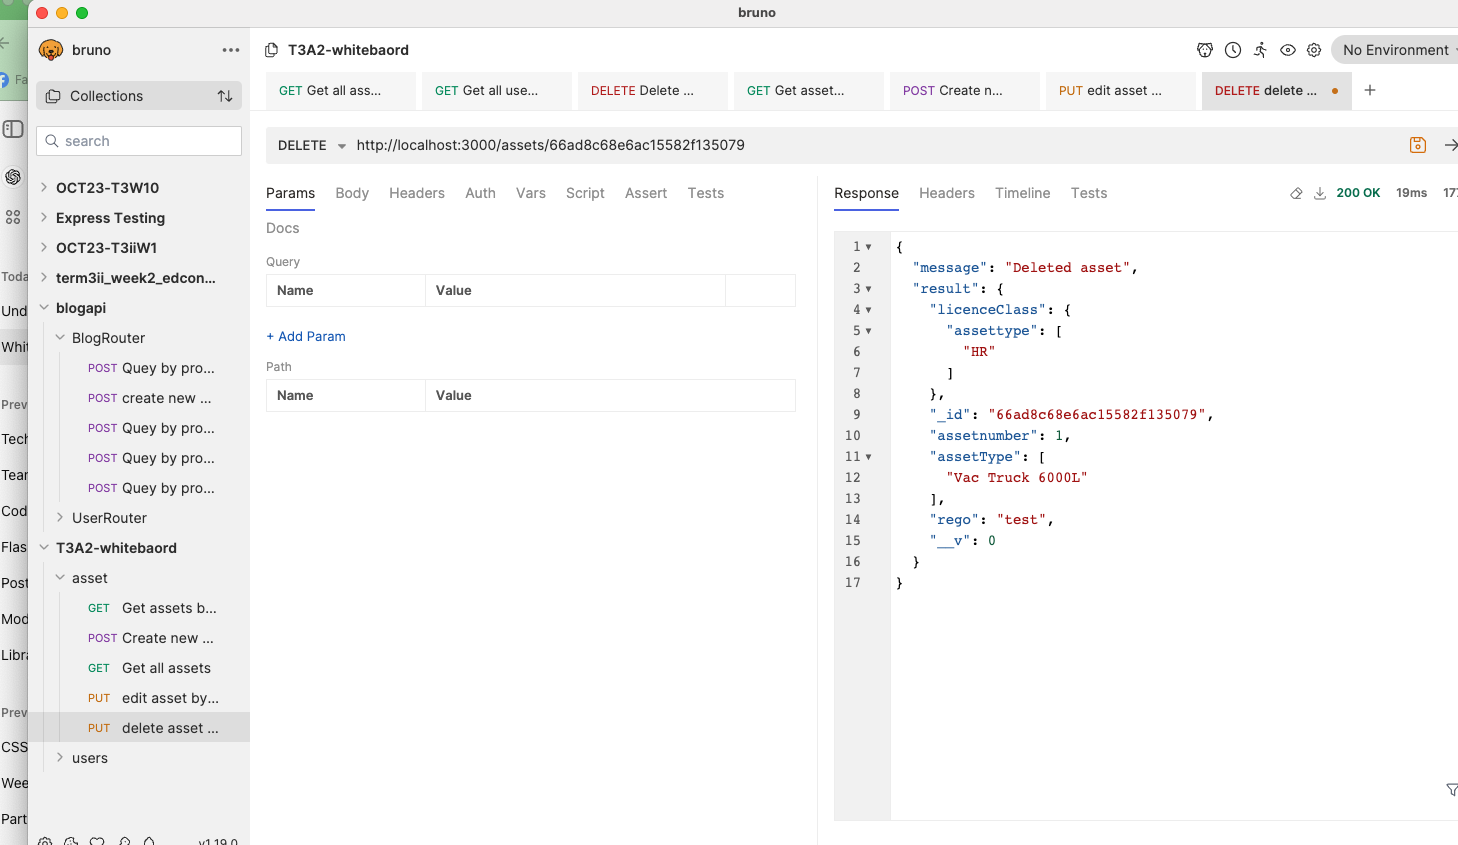 bruno
bruno
T3A2-whitebaord
No Environment
Fa
Collections
GET Get all ass...
GET Get all use...
DELETE Delete ...
GET Get asset...
POST Create n...
PUT edit asset ...
DELETE delete ...
search
DELETE
http://localhost:3000/assets/66ad8c68e6ac15582f135079
Toda
Und
Whit
Prev
Tech
Tear
Cod
Flas
Post
Mod
Libra
Prev
CSS
Wee
Part
OCT23-T3W10
Express Testing
OCT23-T3iiW1
term3ii_week2_edcon...
blogapi
BlogRouter
POST Quey by pro...
POST create new ...
POST Quey by pro...
POST Quey by pro...
POST Quey by pro...
UserRouter
T3A2-whitebaord
asset
GET Get assets b...
POST Create new ...
GET Get all assets
PUT edit asset by...
PUT delete asset ...
users
v1.19.0
Params Body Headers Auth Vars Script Assert Tests
Docs
Query
Name Value
+ Add Param
Path
Name Value
Response Headers Timeline Tests
200 OK 19ms 177
1 {
2 "message": "Deleted asset",
3 "result": {
4 "licenceClass": {
5 "assettype": [
6 "HR"
7 ]
8 },
9 "_id": "66ad8c68e6ac15582f135079",
10 "assetnumber": 1,
11 "assetType": [
12 "Vac Truck 6000L"
13 ],
14 "rego": "test",
15 "__v": 0
16 }
17 }